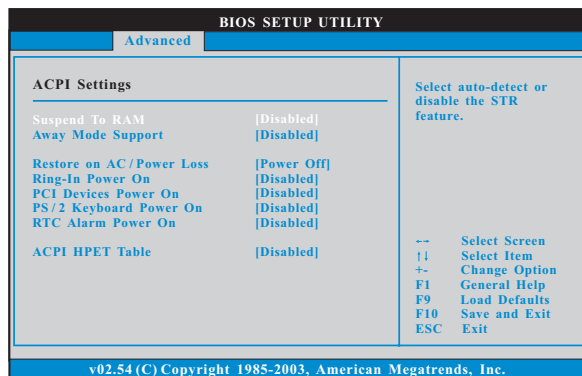 BIOS SETUP UTILITY
Advanced
ACPI Settings
Suspend To RAM [Disabled]
Away Mode Support [Disabled]
Restore on AC / Power Loss [Power Off]
Ring-In Power On [Disabled]
PCI Devices Power On [Disabled]
PS / 2 Keyboard Power On [Disabled]
RTC Alarm Power On [Disabled]
ACPI HPET Table [Disabled]
Select auto-detect or
disable the STR
feature.
←→ Select Screen
↑↓ Select Item
+- Change Option
F1 General Help
F9 Load Defaults
F10 Save and Exit
ESC Exit
v02.54 (C) Copyright 1985-2003, American Megatrends, Inc.